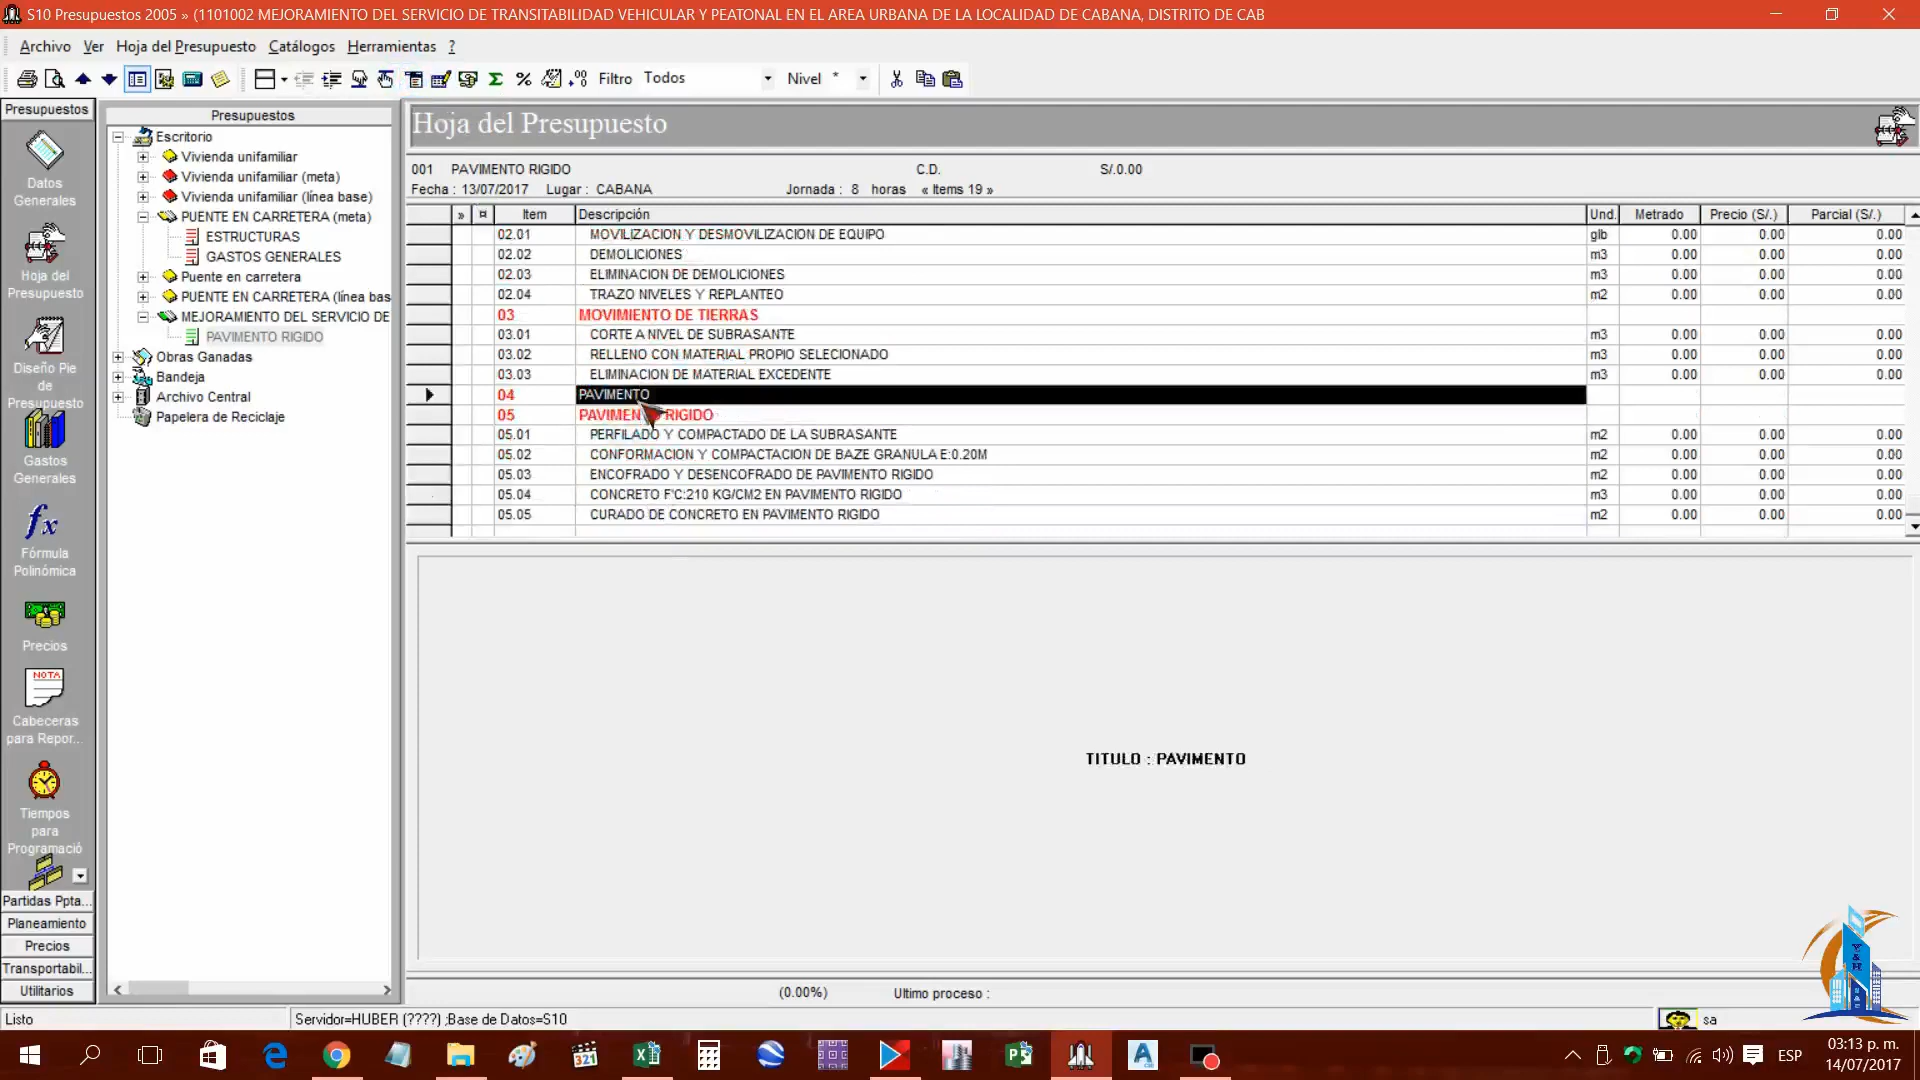 S10 Presupuestos 2005 » (1101002 MEJORAMIENTO DEL SERVICIO DE TRANSITABILIDAD VEHICULAR Y PEATONAL EN EL AREA URBANA DE LA LOCALIDAD DE CABANA, DISTRITO DE CAB
Archivo Ver Hoja del Presupuesto Catálogos Herramientas ?
Filtro Todos Nivel *
Presupuestos
Datos Generales
Hoja del Presupuesto
Diseño Pie de Presupuesto
Gastos Generales
fx
Fórmula Polinómica
Precios
NOTA
Cabeceras para Repor...
Tiempos para Programació
Partidas Ppta...
Planeamiento
Precios
Transportabil...
Utilitarios
Presupuestos
Escritorio
Vivienda unifamiliar
Vivienda unifamiliar (meta)
Vivienda unifamiliar (línea base)
PUENTE EN CARRETERA (meta)
ESTRUCTURAS
GASTOS GENERALES
Puente en carretera
PUENTE EN CARRETERA (línea bas
MEJORAMIENTO DEL SERVICIO DE
PAVIMENTO RIGIDO
Obras Ganadas
Bandeja
Archivo Central
Papelera de Reciclaje
Hoja del Presupuesto
001 PAVIMENTO RIGIDO C.D. S/.0.00
Fecha : 13/07/2017 Lugar : CABANA Jornada : 8 horas « Items 19 »
» ¤ Item Descripción Und. Metrado Precio (S/.) Parcial (S/.)
02.01 MOVILIZACION Y DESMOVILIZACION DE EQUIPO glb 0.00 0.00 0.00
02.02 DEMOLICIONES m3 0.00 0.00 0.00
02.03 ELIMINACION DE DEMOLICIONES m3 0.00 0.00 0.00
02.04 TRAZO NIVELES Y REPLANTEO m2 0.00 0.00 0.00
03 MOVIMIENTO DE TIERRAS
03.01 CORTE A NIVEL DE SUBRASANTE m3 0.00 0.00 0.00
03.02 RELLENO CON MATERIAL PROPIO SELECIONADO m3 0.00 0.00 0.00
03.03 ELIMINACION DE MATERIAL EXCEDENTE m3 0.00 0.00 0.00
04 PAVIMENTO
05 PAVIMENTO RIGIDO
05.01 PERFILADO Y COMPACTADO DE LA SUBRASANTE m2 0.00 0.00 0.00
05.02 CONFORMACION Y COMPACTACION DE BAZE GRANULA E:0.20M m2 0.00 0.00 0.00
05.03 ENCOFRADO Y DESENCOFRADO DE PAVIMENTO RIGIDO m2 0.00 0.00 0.00
05.04 CONCRETO F'C:210 KG/CM2 EN PAVIMENTO RIGIDO m3 0.00 0.00 0.00
05.05 CURADO DE CONCRETO EN PAVIMENTO RIGIDO m2 0.00 0.00 0.00
TITULO : PAVIMENTO
(0.00%) Ultimo proceso :
Listo Servidor=HUBER (????) ;Base de Datos=S10 sa
321
ESP
03:13 p. m.
14/07/2017